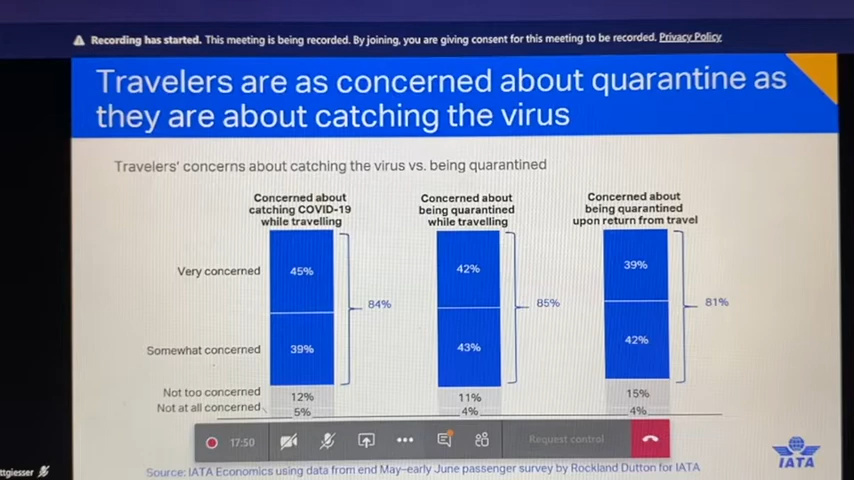 Recording has started. This meeting is being recorded. By joining, you are giving consent for this meeting to be recorded. Privacy Policy
Travelers are as concerned about quarantine as
they are about catching the virus
Travelers' concerns about catching the virus vs. being quarantined
Concerned about
catching COVID-19
while travelling
Concerned about
being quarantined
while travelling
Concerned about
being quarantined
upon return from travel
Very concerned
45%
42%
39%
84%
85%
81%
Somewhat concerned
39%
43%
42%
Not too concerned
12%
11%
15%
Not at all concerned
5%
4%
4%
17:50
Request control
ttgiesser
IATA
Source: IATA Economics using data from end May–early June passenger survey by Rockland Dutton for IATA